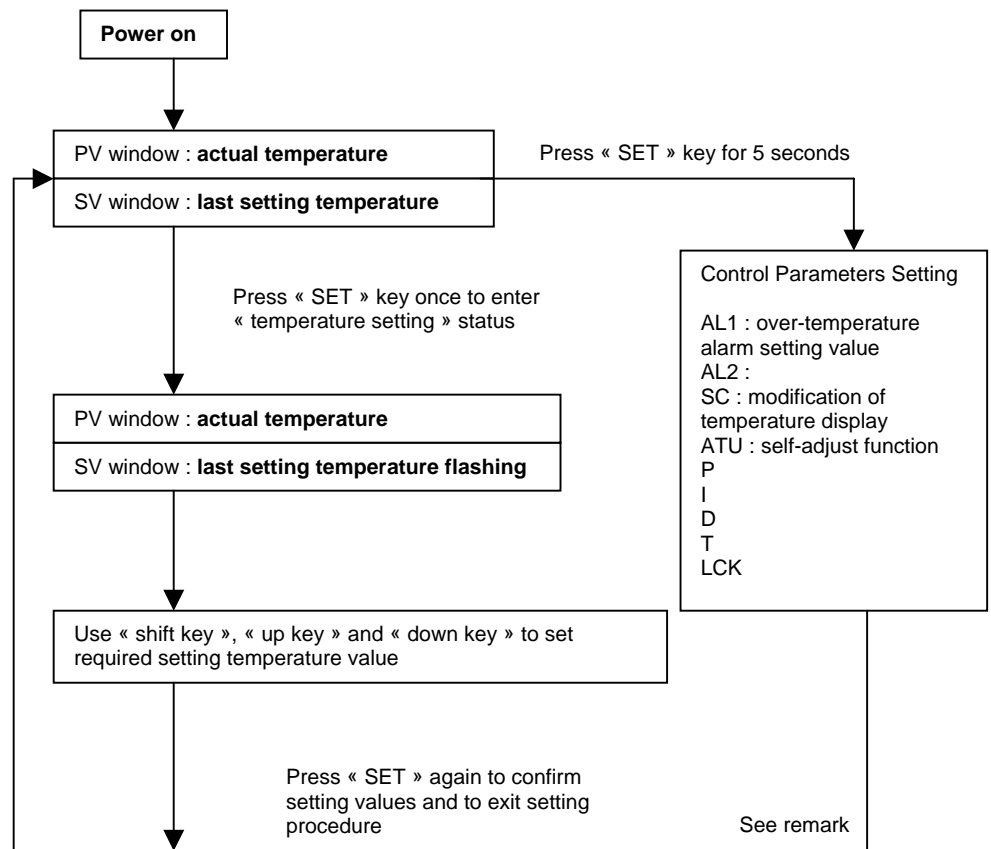 Power on
PV window : actual temperature
SV window : last setting temperature
Press « SET » key for 5 seconds
Press « SET » key once to enter
« temperature setting » status
Control Parameters Setting
AL1 : over-temperature
alarm setting value
AL2 :
SC : modification of
temperature display
ATU : self-adjust function
P
I
D
T
LCK
PV window : actual temperature
SV window : last setting temperature flashing
Use « shift key », « up key » and « down key » to set
required setting temperature value
Press « SET » again to confirm
setting values and to exit setting
procedure
See remark